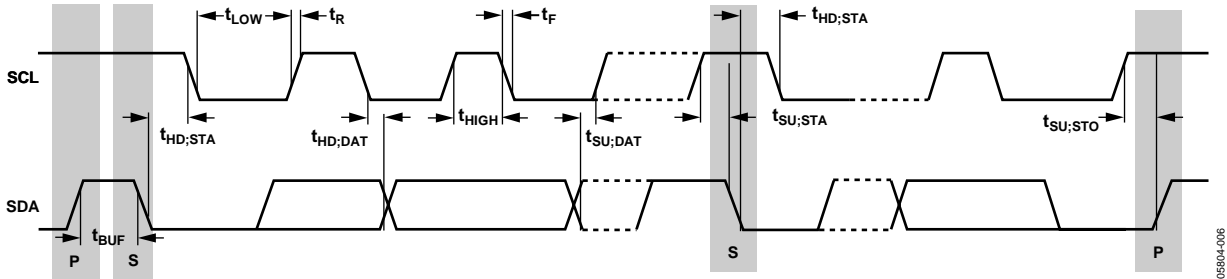 tLOW tR tF tHD;STA
SCL
tHD;STA tHD;DAT tHIGH tSU;DAT tSU;STA tSU;STO
SDA
tBUF
P S S P
05804-006